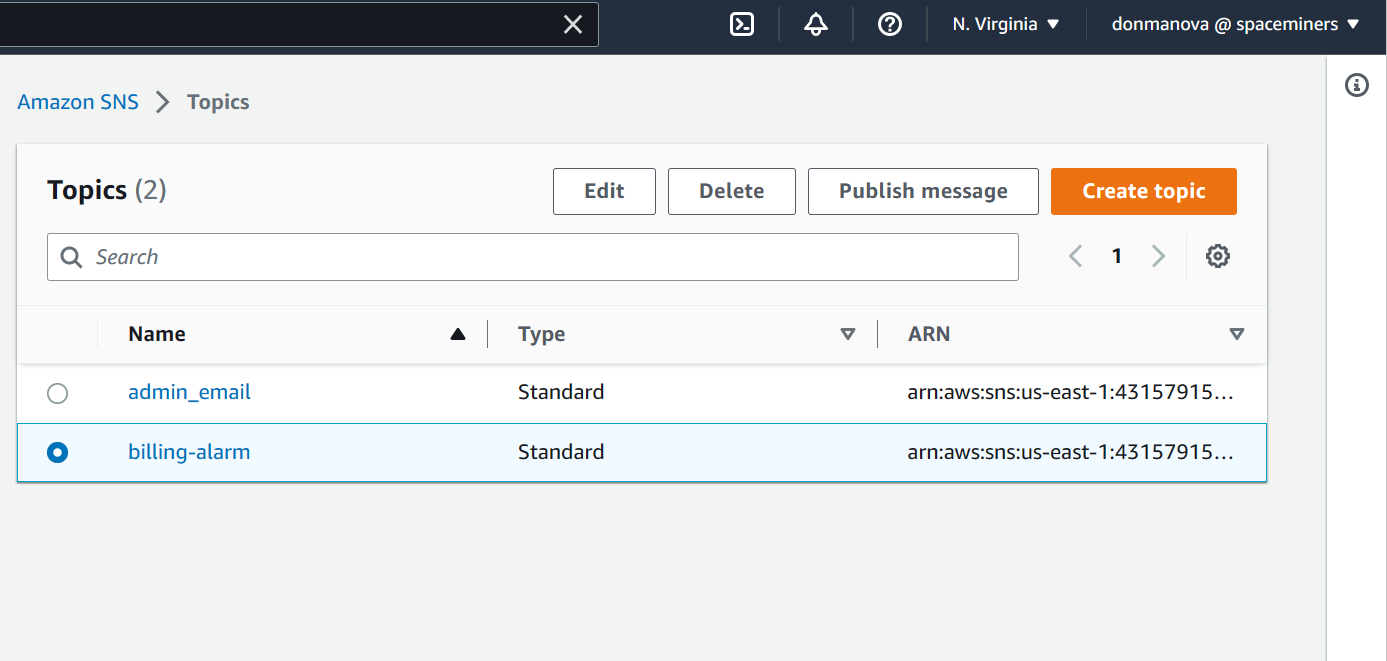 N. Virginia donmanova @ spaceminers
Amazon SNS Topics
Topics (2) Edit Delete Publish message Create topic
Search 1
Name Type ARN
admin_email Standard arn:aws:sns:us-east-1:43157915...
billing-alarm Standard arn:aws:sns:us-east-1:43157915...